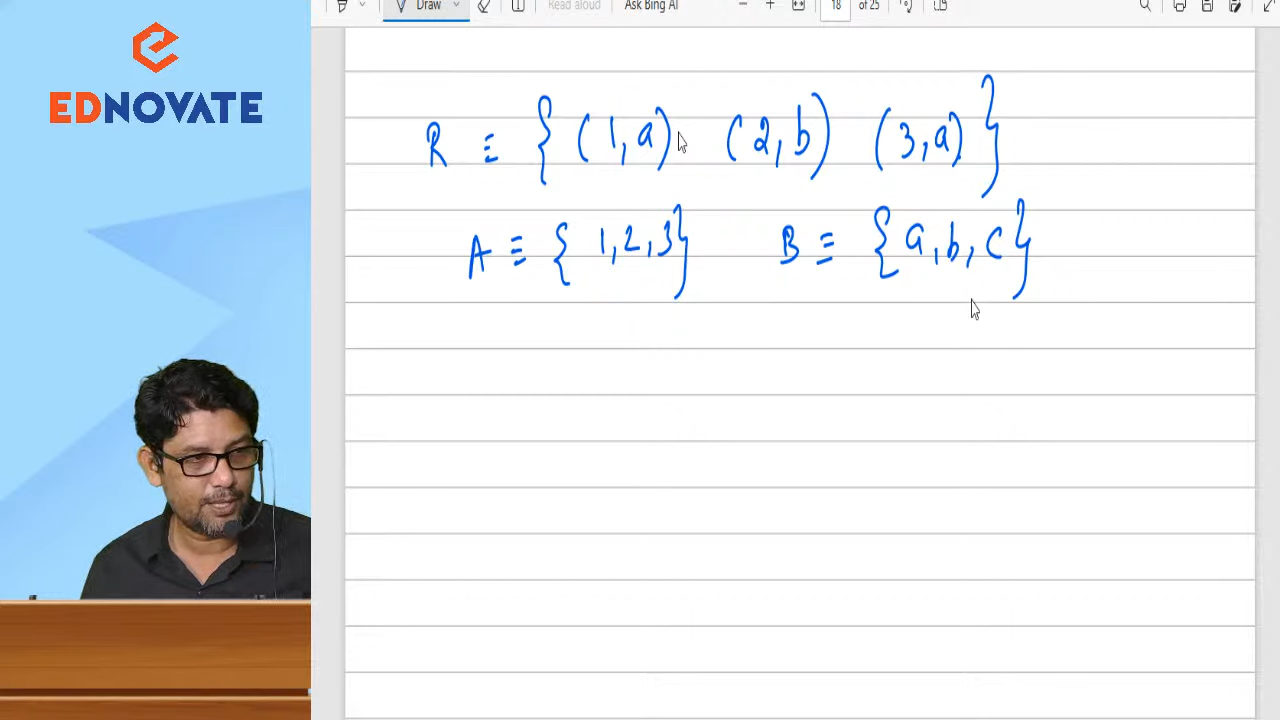 Draw
Read aloud
Ask Bing AI
18 of 25
EDNOVATE
R ≡ { (1,a) (2,b) (3,a) }
A ≡ { 1,2,3 } B ≡ { a,b,c }